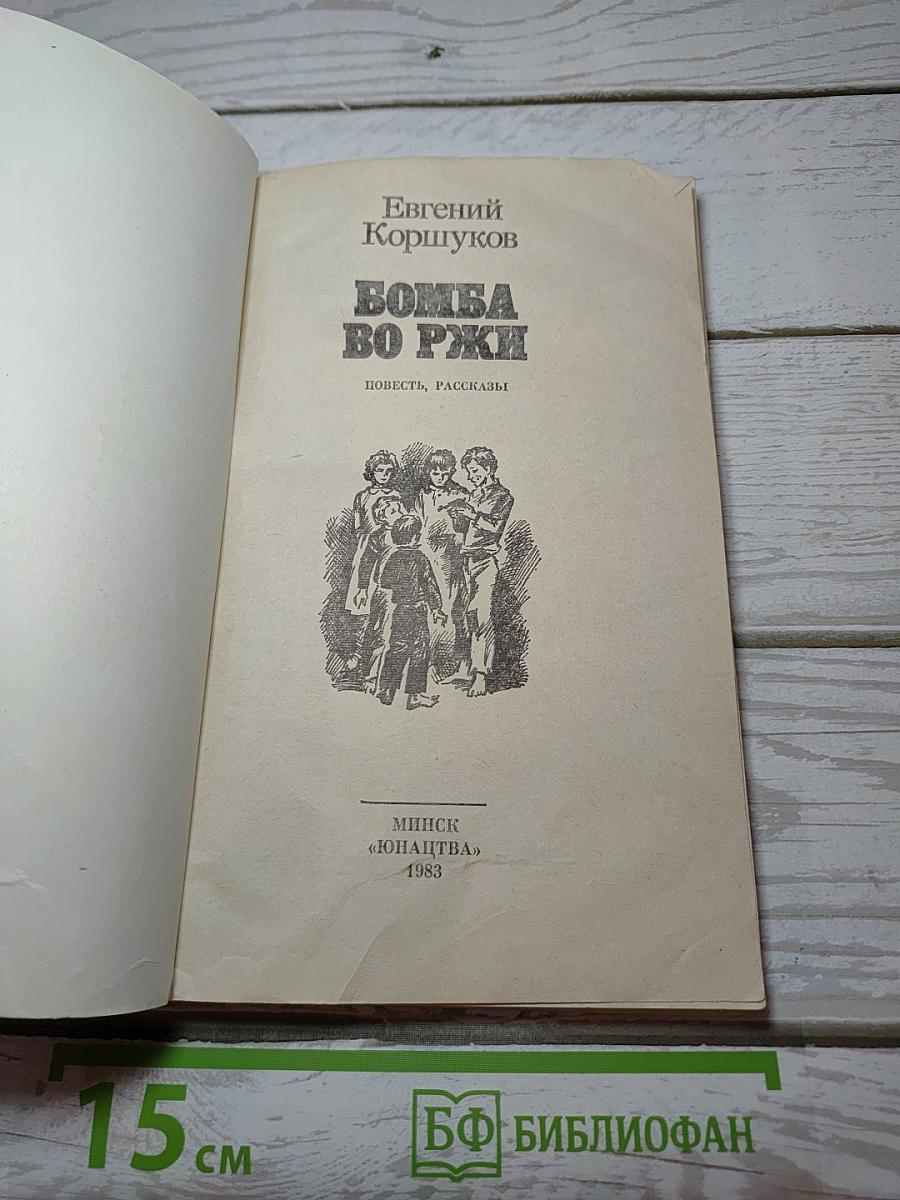 Евгений
Коршуков
БОМБА
ВО РЖИ
ПОВЕСТЬ, РАССКАЗЫ
МИНСК
«ЮНАЦТВА»
1983
15 см
БФ БИБЛИОФАН